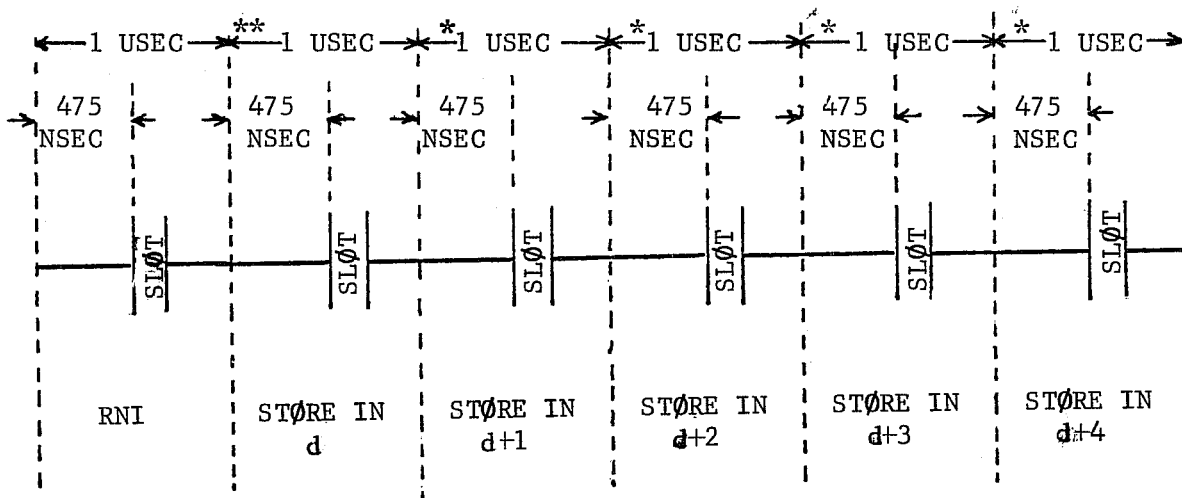 1 USEC ** 1 USEC * 1 USEC * 1 USEC * 1 USEC * 1 USEC
475 475 475 475 475 475
NSEC NSEC NSEC NSEC NSEC NSEC
SLØT SLØT SLØT SLØT SLØT SLØT
RNI STØRE IN STØRE IN STØRE IN STØRE IN STØRE IN
d d+1 d+2 d+3 d+4